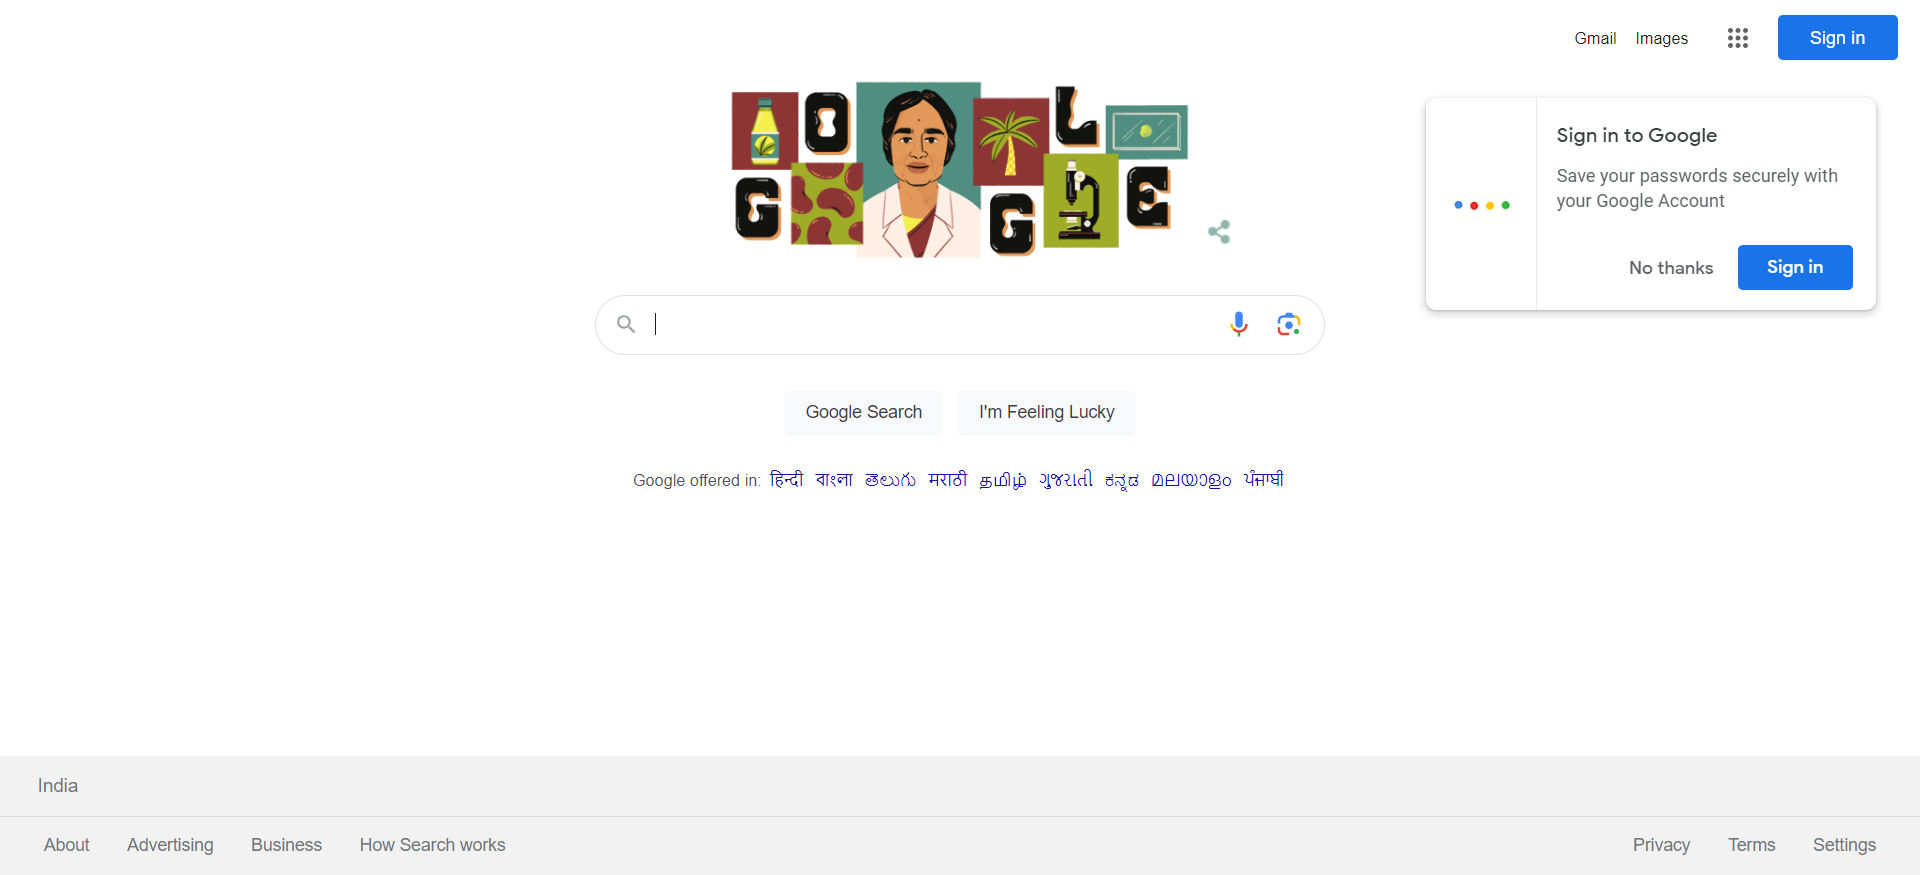 Gmail Images Sign in
GOOGLE
Sign in to Google
Save your passwords securely with
your Google Account
No thanks Sign in
Google Search I'm Feeling Lucky
Google offered in: हिन्दी বাংলা తెలుగు मराठी தமிழ் ગુજરાતી ಕನ್ನಡ മലയാളം ਪੰਜਾਬੀ
India
About Advertising Business How Search works Privacy Terms Settings